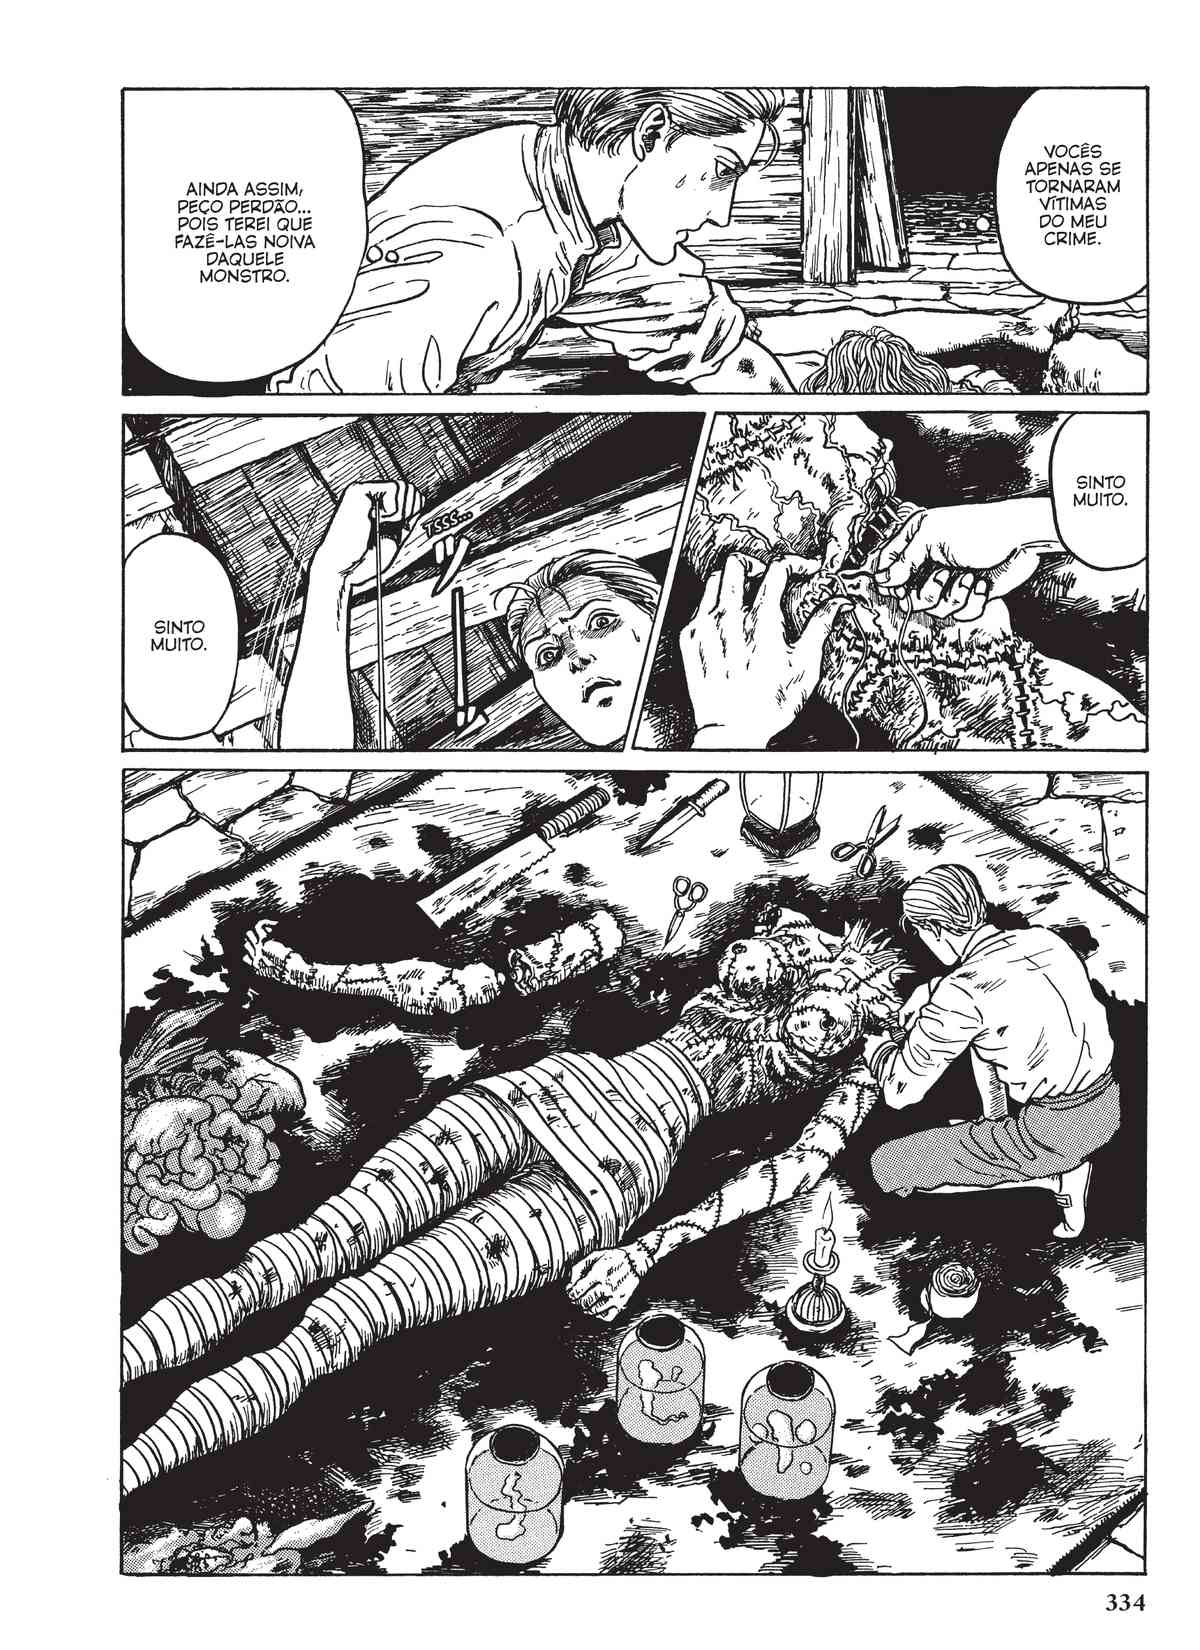 VOCÊS
APENAS SE
TORNARAM
VÍTIMAS
DO MEU
CRIME.
AINDA ASSIM,
PEÇO PERDÃO...
POIS TEREI QUE
FAZÊ-LAS NOIVA
DAQUELE
MONSTRO.
SINTO
MUITO.
TSSS...
SINTO
MUITO.
334